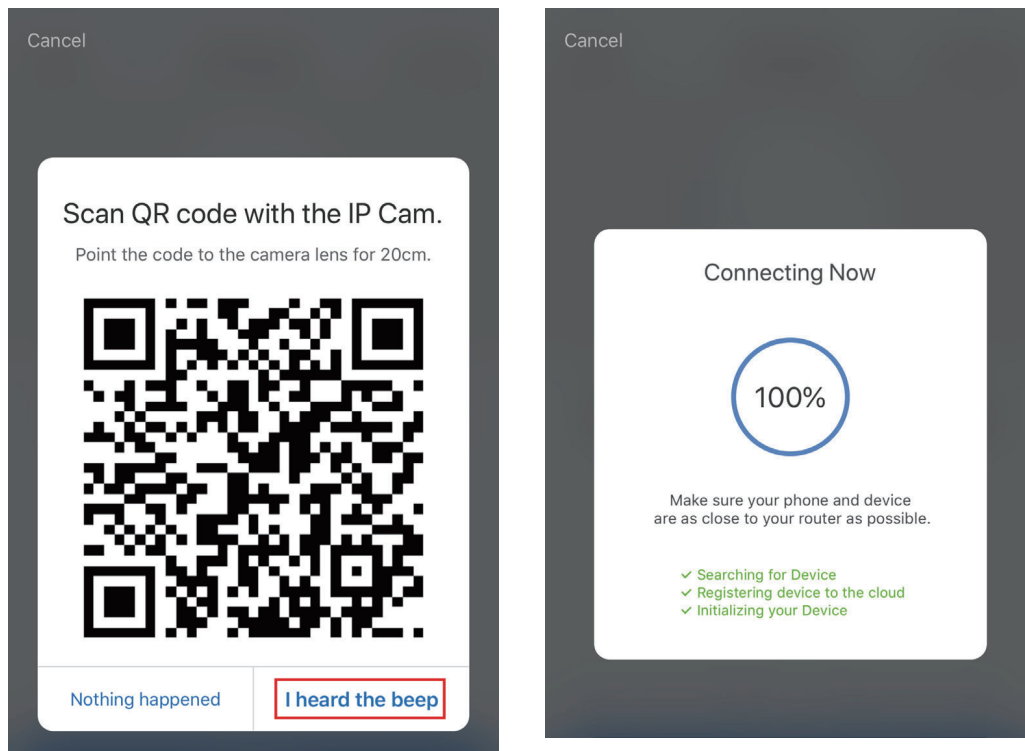 Cancel
Scan QR code with the IP Cam.
Point the code to the camera lens for 20cm.
Nothing happened
I heard the beep
Cancel
Connecting Now
100%
Make sure your phone and device
are as close to your router as possible.
✓ Searching for Device
✓ Registering device to the cloud
✓ Initializing your Device